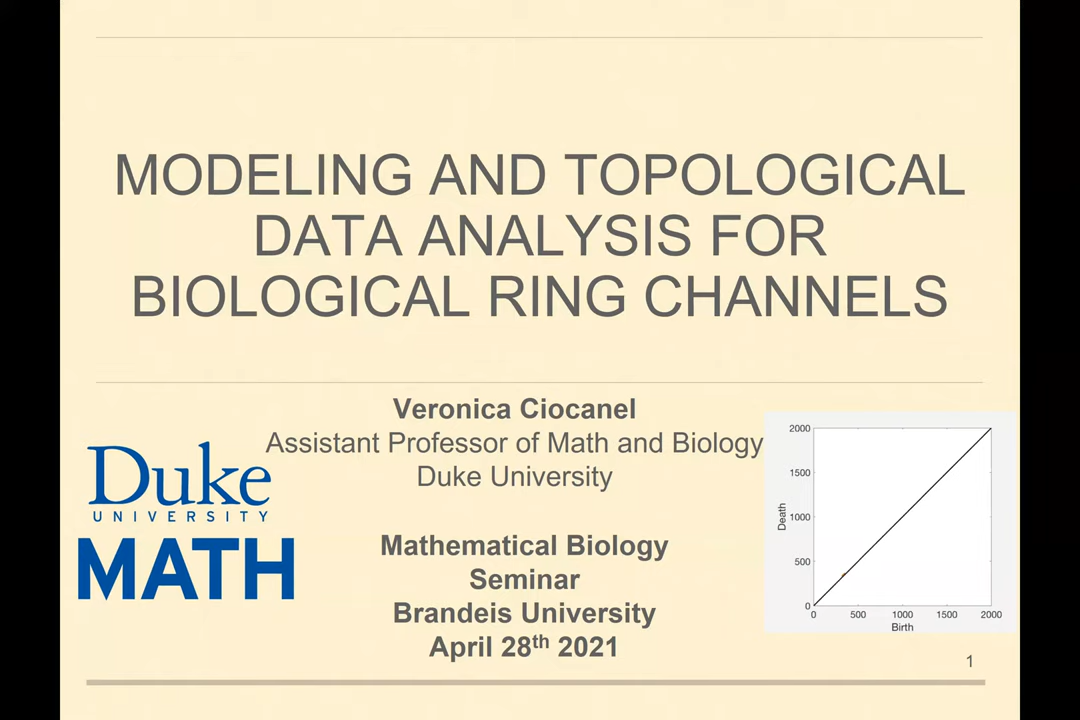 MODELING AND TOPOLOGICAL
DATA ANALYSIS FOR
BIOLOGICAL RING CHANNELS
Veronica Ciocanel
Assistant Professor of Math and Biology
Duke University
Duke
UNIVERSITY
MATH
Mathematical Biology
Seminar
Brandeis University
April 28th 2021
2000
1500
1000
500
0
Death
0 500 1000 1500 2000
Birth
1